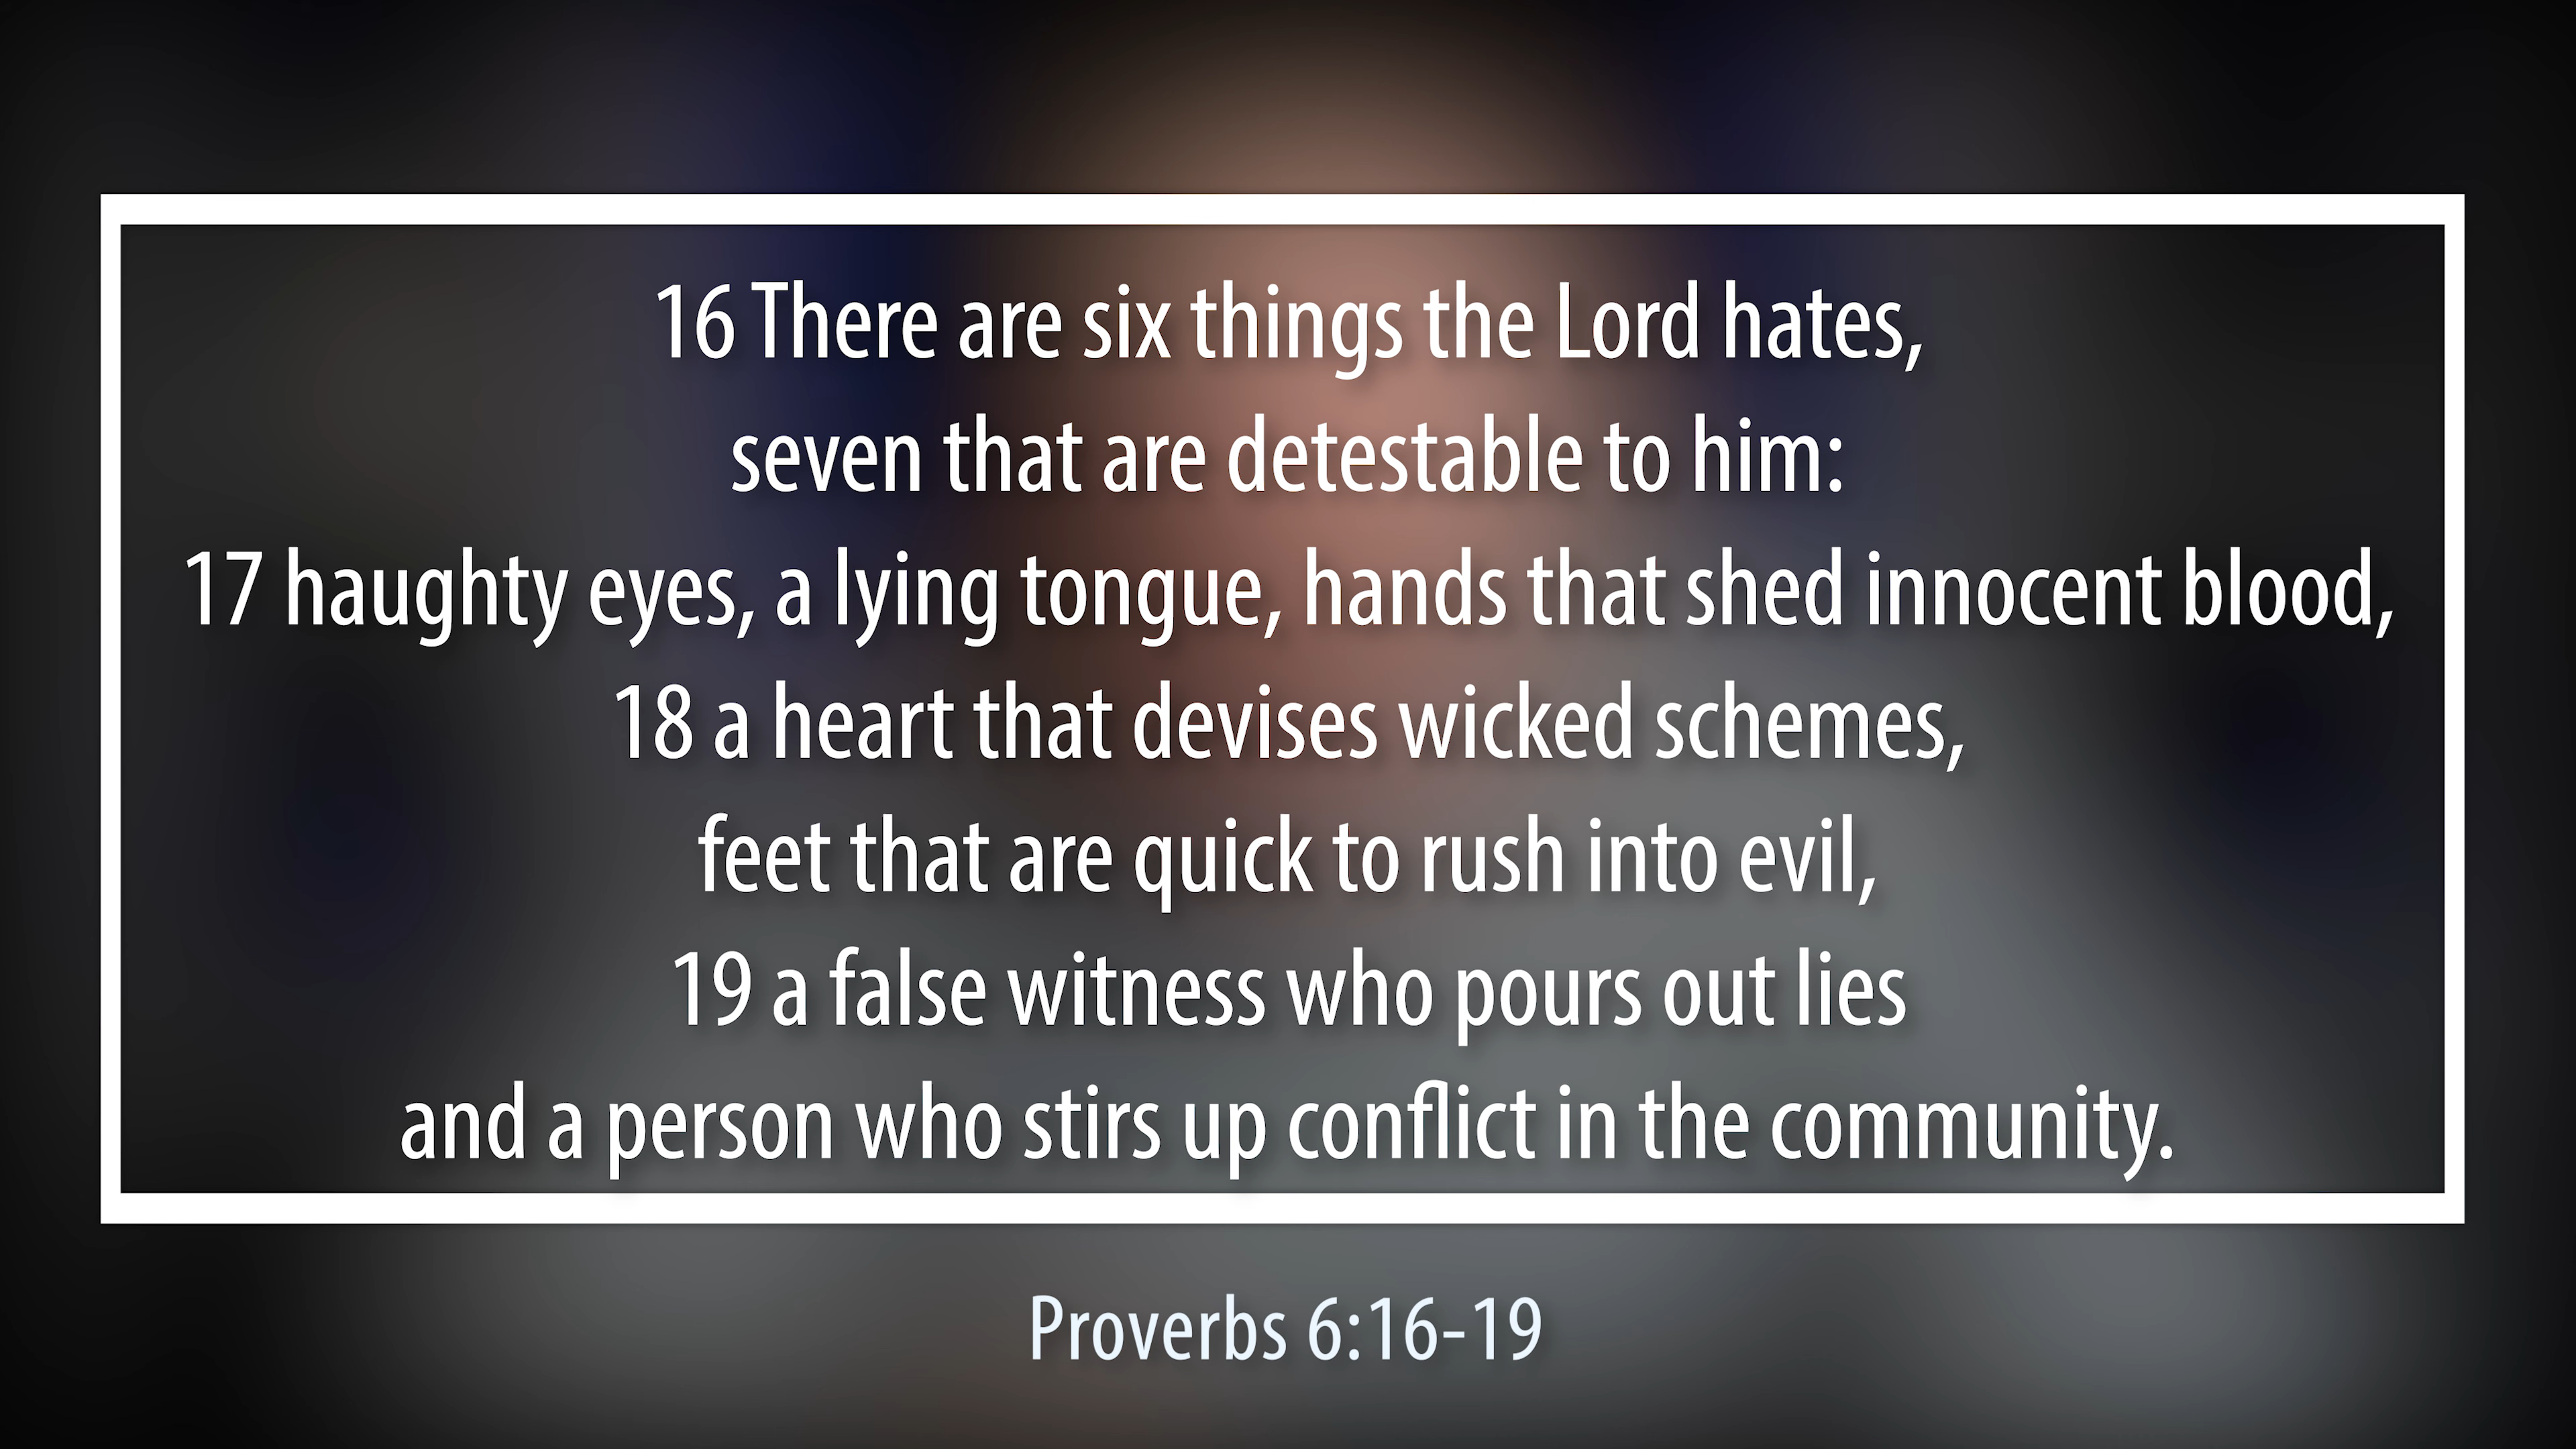 16 There are six things the Lord hates,
seven that are detestable to him:
17 haughty eyes, a lying tongue, hands that shed innocent blood,
18 a heart that devises wicked schemes,
feet that are quick to rush into evil,
19 a false witness who pours out lies
and a person who stirs up conflict in the community.
Proverbs 6:16-19